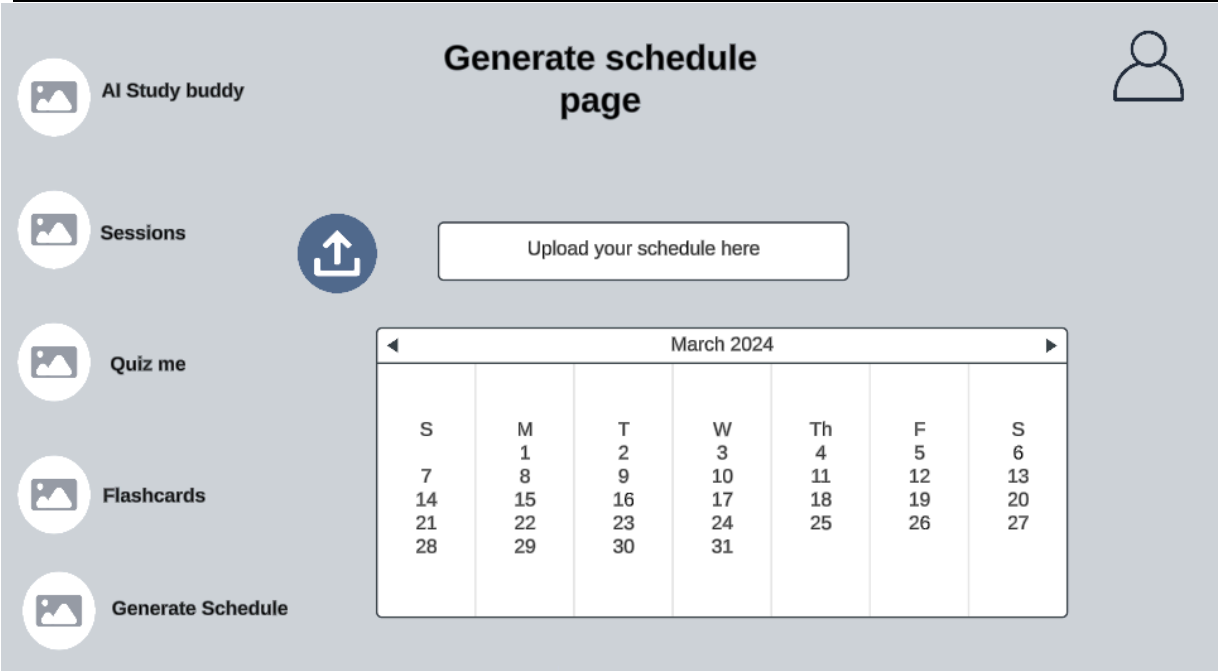 Generate schedule
page
AI Study buddy
Sessions
Quiz me
Flashcards
Generate Schedule
Upload your schedule here
March 2024
S M T W Th F S
1 2 3 4 5 6
7 8 9 10 11 12 13
14 15 16 17 18 19 20
21 22 23 24 25 26 27
28 29 30 31